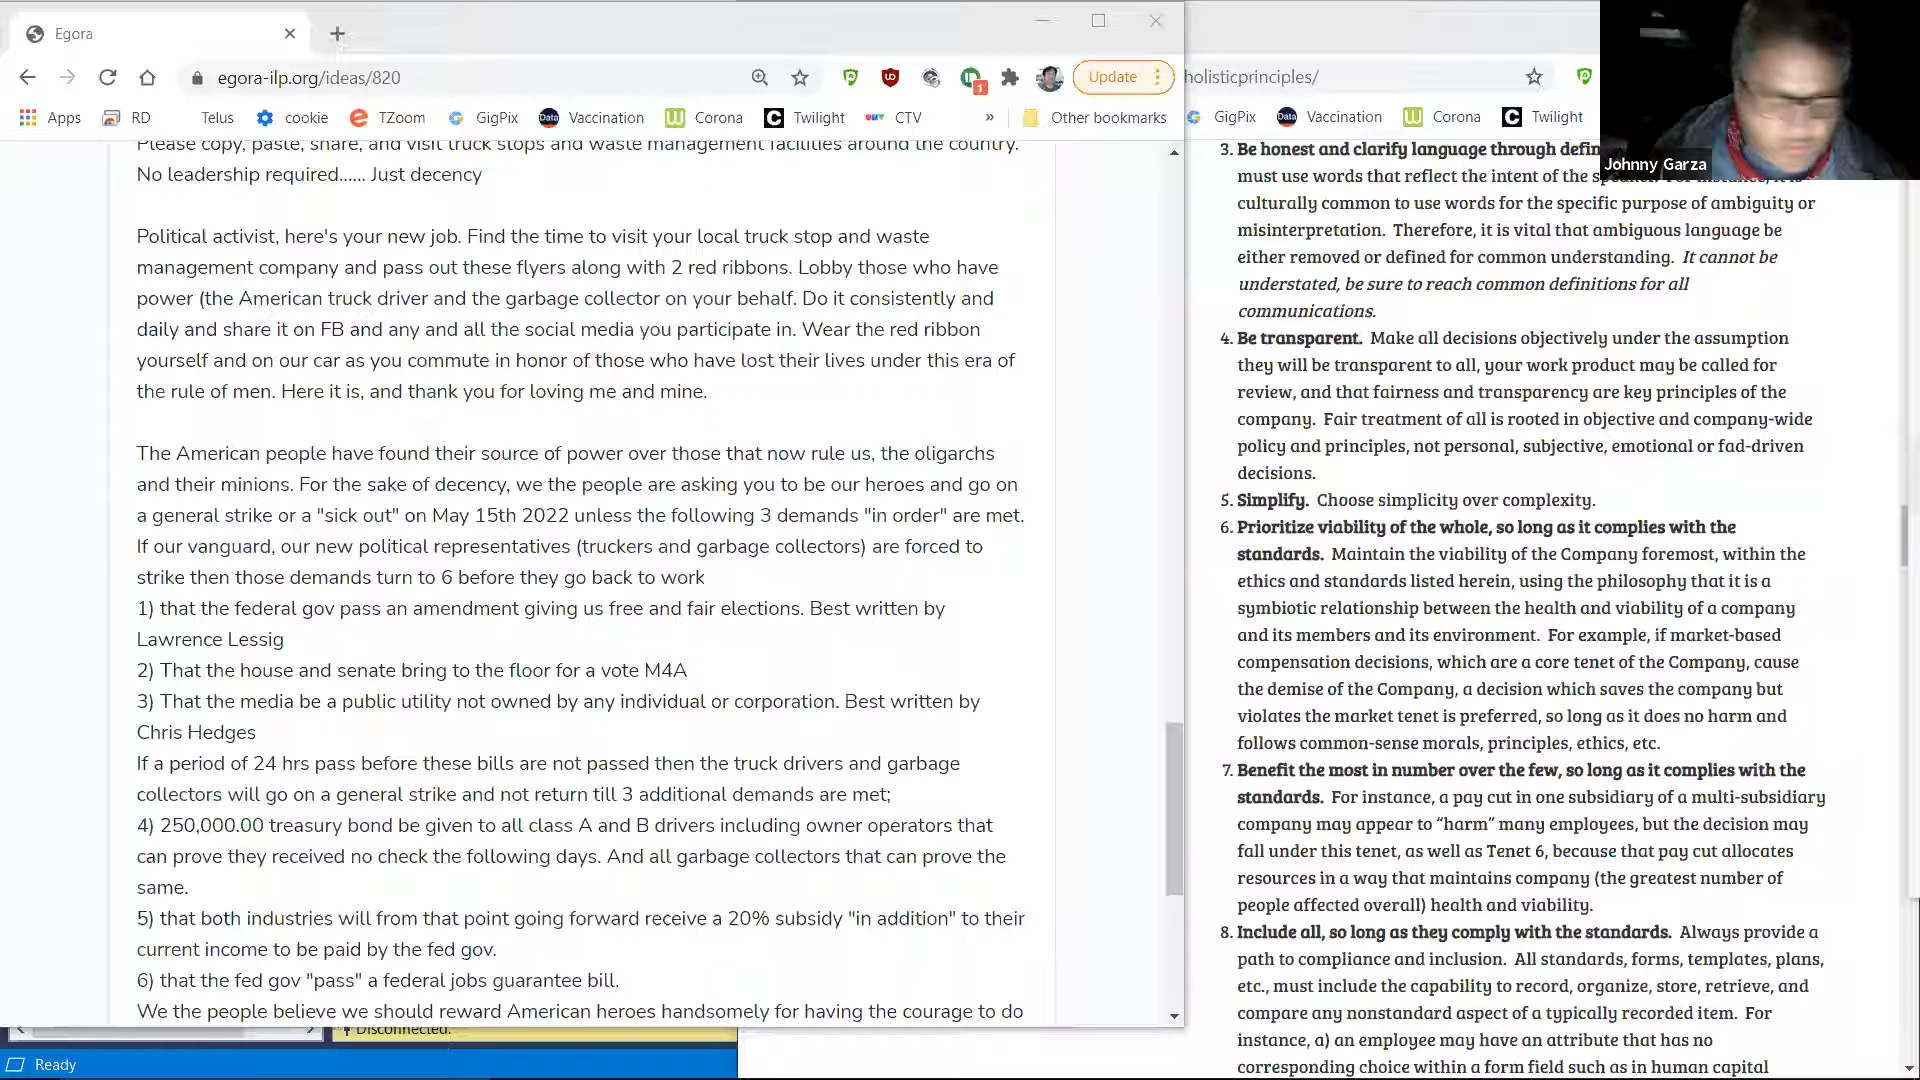 Egora
egora-ilp.org/ideas/820
Update
holisticprinciples/
Apps
RD
Telus
cookie
TZoom
GigPix
Vaccination
Corona
Twilight
CTV
»
Other bookmarks
GigPix
Vaccination
Corona
Twilight
Johnny Garza
Please copy, paste, share, and visit truck stops and waste management facilities around the country.
No leadership required...... Just decency
Political activist, here's your new job. Find the time to visit your local truck stop and waste
management company and pass out these flyers along with 2 red ribbons. Lobby those who have
power (the American truck driver and the garbage collector on your behalf. Do it consistently and
daily and share it on FB and any and all the social media you participate in. Wear the red ribbon
yourself and on our car as you commute in honor of those who have lost their lives under this era of
the rule of men. Here it is, and thank you for loving me and mine.
The American people have found their source of power over those that now rule us, the oligarchs
and their minions. For the sake of decency, we the people are asking you to be our heroes and go on
a general strike or a "sick out" on May 15th 2022 unless the following 3 demands "in order" are met.
If our vanguard, our new political representatives (truckers and garbage collectors) are forced to
strike then those demands turn to 6 before they go back to work
1) that the federal gov pass an amendment giving us free and fair elections. Best written by
Lawrence Lessig
2) That the house and senate bring to the floor for a vote M4A
3) That the media be a public utility not owned by any individual or corporation. Best written by
Chris Hedges
If a period of 24 hrs pass before these bills are not passed then the truck drivers and garbage
collectors will go on a general strike and not return till 3 additional demands are met;
4) 250,000.00 treasury bond be given to all class A and B drivers including owner operators that
can prove they received no check the following days. And all garbage collectors that can prove the
same.
5) that both industries will from that point going forward receive a 20% subsidy "in addition" to their
current income to be paid by the fed gov.
6) that the fed gov "pass" a federal jobs guarantee bill.
We the people believe we should reward American heroes handsomely for having the courage to do
Disconnected.
Ready
3. Be honest and clarify language through defin
must use words that reflect the intent of the
culturally common to use words for the specific purpose of ambiguity or
misinterpretation. Therefore, it is vital that ambiguous language be
either removed or defined for common understanding. It cannot be
understated, be sure to reach common definitions for all
communications.
4. Be transparent. Make all decisions objectively under the assumption
they will be transparent to all, your work product may be called for
review, and that fairness and transparency are key principles of the
company. Fair treatment of all is rooted in objective and company-wide
policy and principles, not personal, subjective, emotional or fad-driven
decisions.
5. Simplify. Choose simplicity over complexity.
6. Prioritize viability of the whole, so long as it complies with the
standards. Maintain the viability of the Company foremost, within the
ethics and standards listed herein, using the philosophy that it is a
symbiotic relationship between the health and viability of a company
and its members and its environment. For example, if market-based
compensation decisions, which are a core tenet of the Company, cause
the demise of the Company, a decision which saves the company but
violates the market tenet is preferred, so long as it does no harm and
follows common-sense morals, principles, ethics, etc.
7. Benefit the most in number over the few, so long as it complies with the
standards. For instance, a pay cut in one subsidiary of a multi-subsidiary
company may appear to “harm” many employees, but the decision may
fall under this tenet, as well as Tenet 6, because that pay cut allocates
resources in a way that maintains company (the greatest number of
people affected overall) health and viability.
8. Include all, so long as they comply with the standards. Always provide a
path to compliance and inclusion. All standards, forms, templates, plans,
etc., must include the capability to record, organize, store, retrieve, and
compare any nonstandard aspect of a typically recorded item. For
instance, a) an employee may have an attribute that has no
corresponding choice within a form field such as in human capital